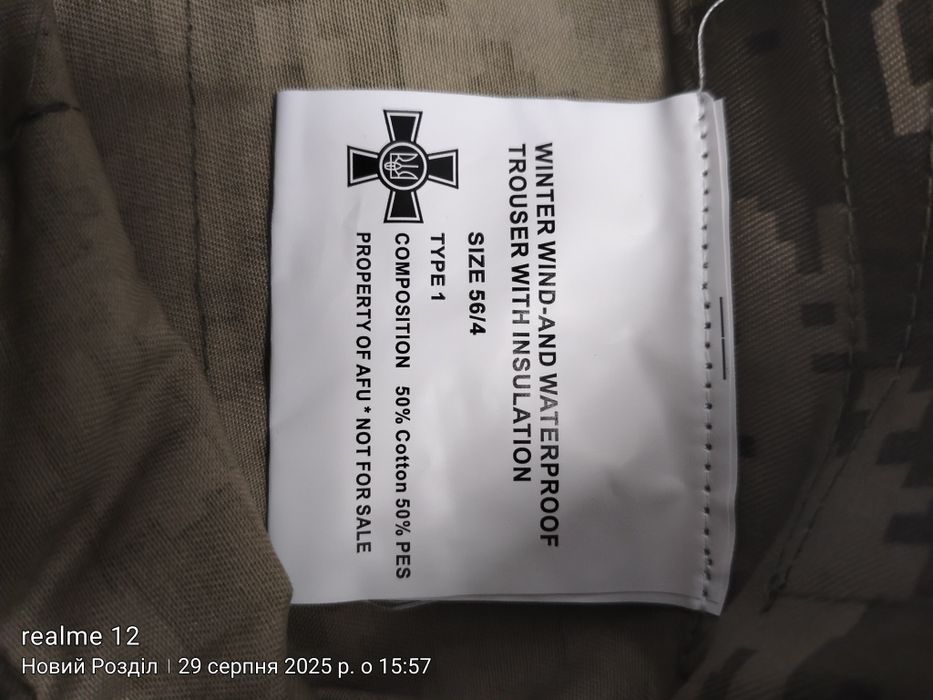 WINTER WIND-AND WATERPROOF
TROUSER WITH INSULATION
SIZE 56/4
TYPE 1
COMPOSITION 50% Cotton 50% PES
PROPERTY OF AFU * NOT FOR SALE
realme 12
Новий Розділ | 29 серпня 2025 р. о 15:57